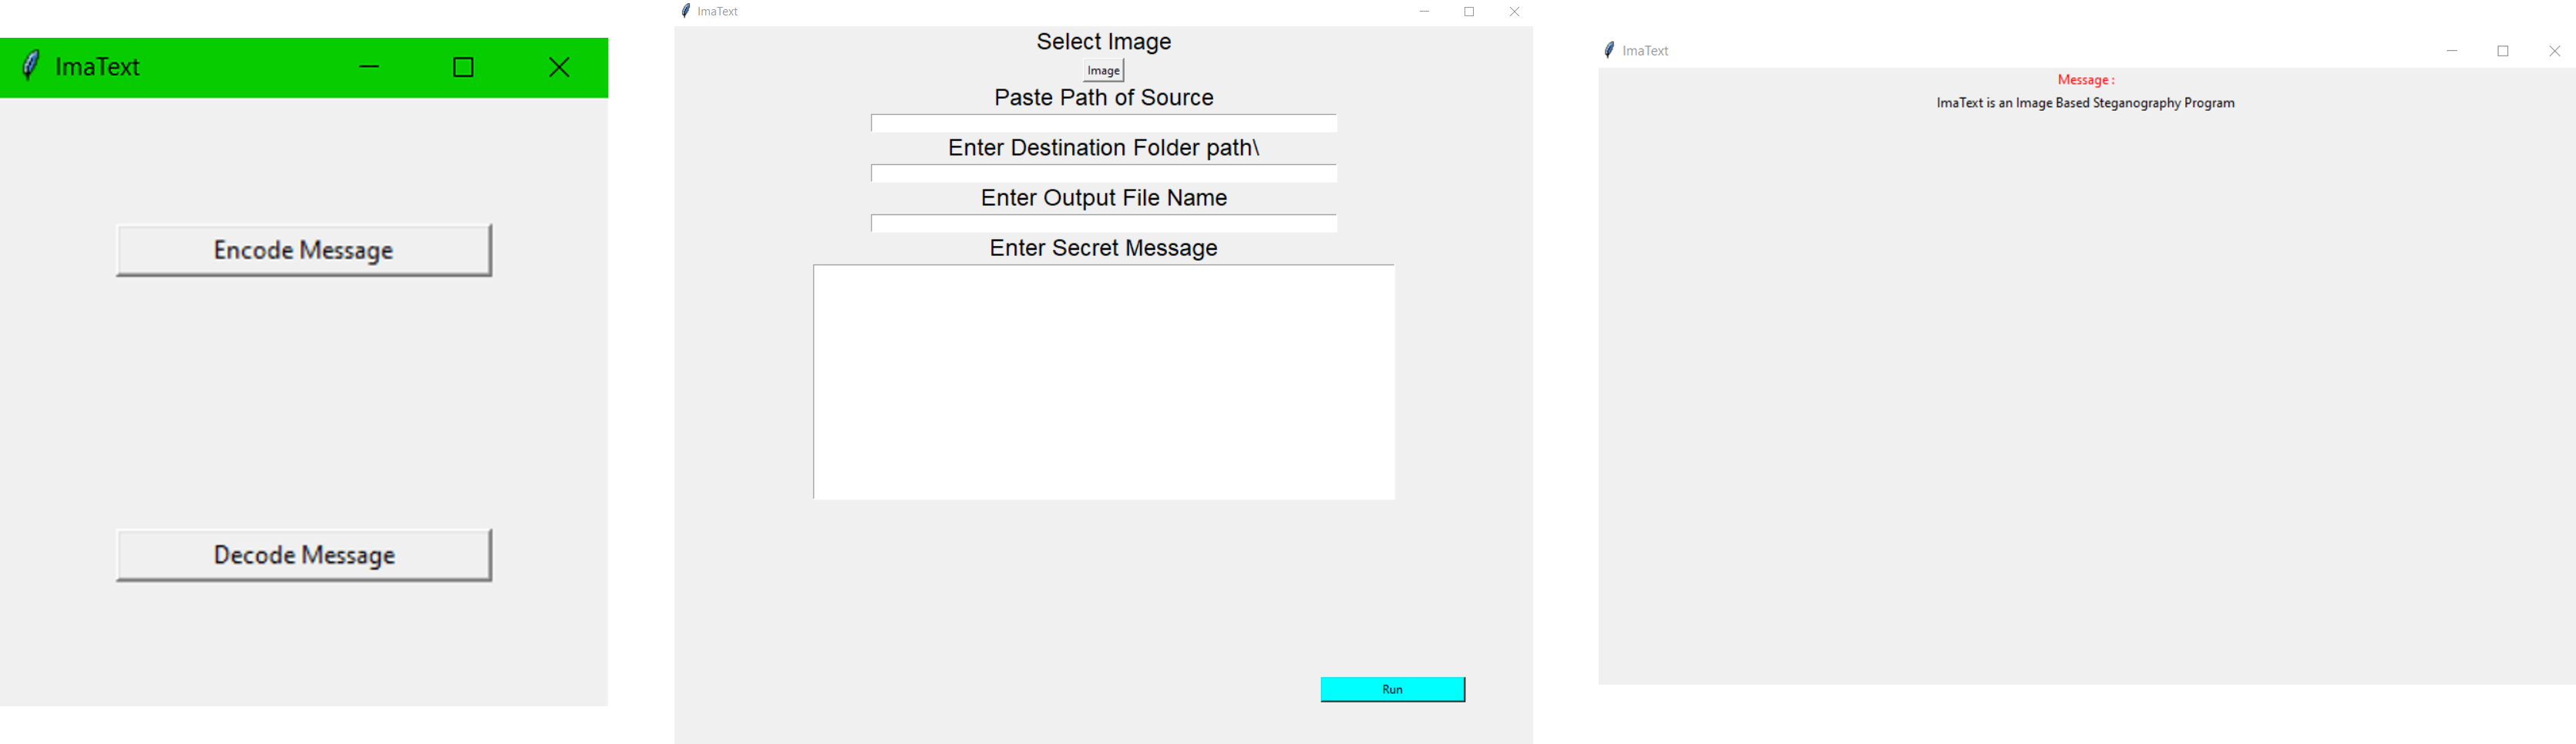 ImaText
Encode Message
Decode Message
ImaText
Select Image
Image
Paste Path of Source
Enter Destination Folder path\
Enter Output File Name
Enter Secret Message
Run
ImaText
Message :
ImaText is an Image Based Steganography Program